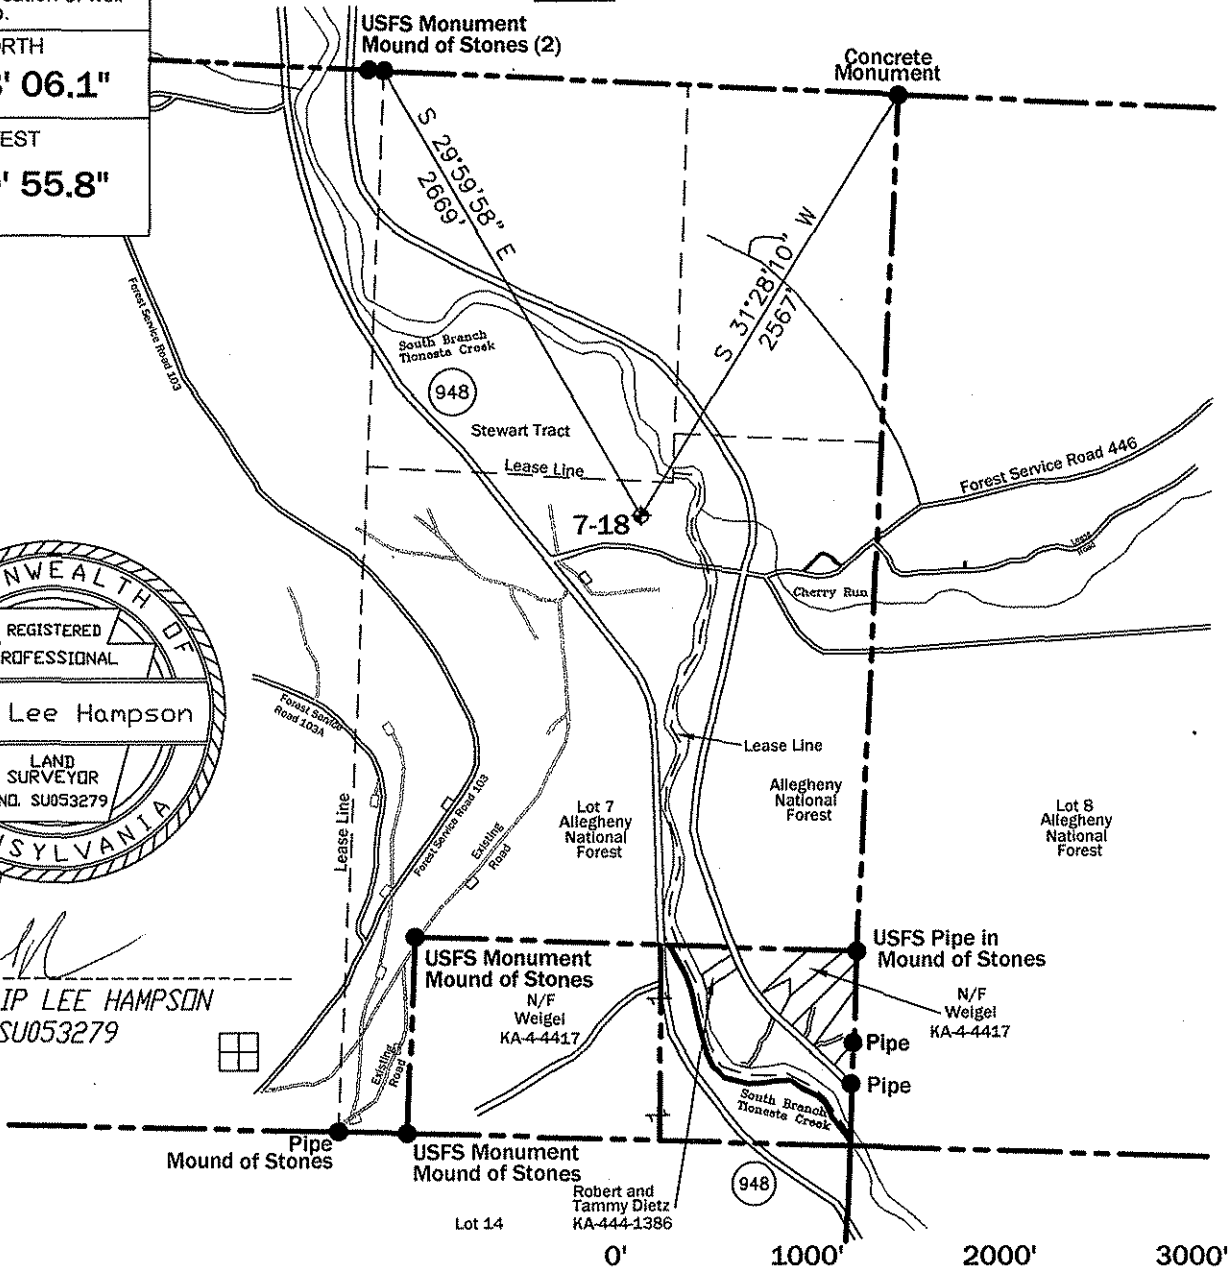 RTH
06.1"
EST
' 55.8"
USFS Monument
Mound of Stones (2)
Concrete
Monument
S 29°59'58" E
2669'
S 31°28'10" W
2567'
Forest Service Road 103
South Branch
Tionesta Creek
948
Stewart Tract
Lease Line
7-18
Forest Service Road 446
Lease
Road
Cherry Run
NWEALTH OF
REGISTERED
ROFESSIONAL
Lee Hampson
LAND
SURVEYOR
NO. SU053279
SYLVANIA
Forest Service
Road 103A
Lease Line
Forest Service Road 103
Existing
Road
Lease Line
Lot 7
Allegheny
National
Forest
Allegheny
National
Forest
Lot 8
Allegheny
National
Forest
USFS Monument
Mound of Stones
N/F
Weigel
KA-4-4417
USFS Pipe in
Mound of Stones
N/F
Weigel
KA-4-4417
Pipe
Pipe
IP LEE HAMPSON
SU053279
Existing
Road
South Branch
Tionesta Creek
Pipe
Mound of Stones
USFS Monument
Mound of Stones
948
Robert and
Tammy Dietz
KA-444-1386
Lot 14
0' 1000' 2000' 3000'